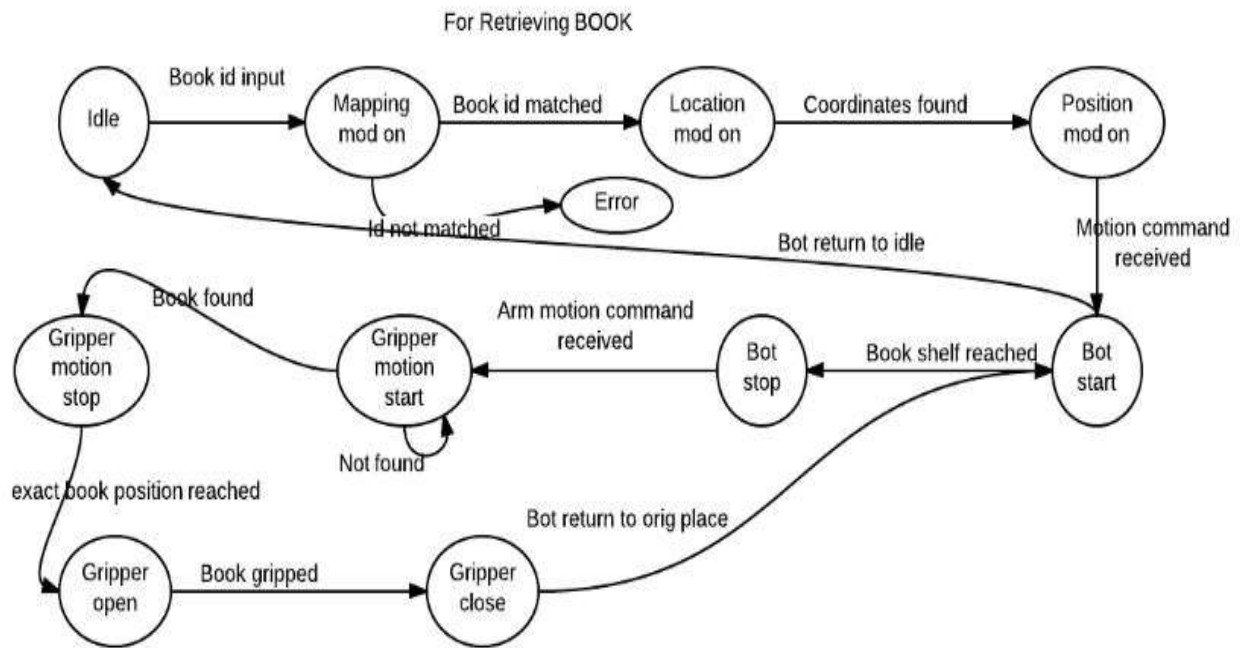 For Retrieving BOOK
Book id input
Idle
Mapping
mod on
Book id matched
Location
mod on
Coordinates found
Position
mod on
Error
Id not matched
Bot return to idle
Motion command
received
Book found
Arm motion command
received
Gripper
motion
stop
Gripper
motion
start
Bot
stop
Book shelf reached
Bot
start
Not found
exact book position reached
Bot return to orig place
Gripper
open
Book gripped
Gripper
close